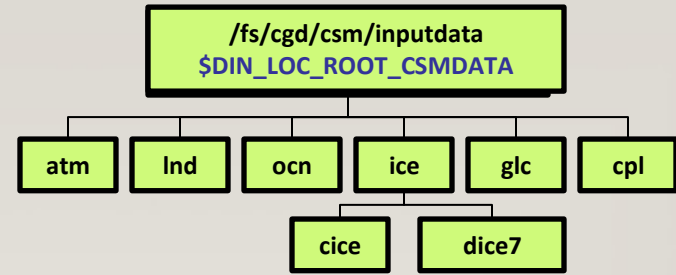 /fs/cgd/csm/inputdata
$DIN_LOC_ROOT_CSMDATA
atm lnd ocn ice glc cpl
cice dice7